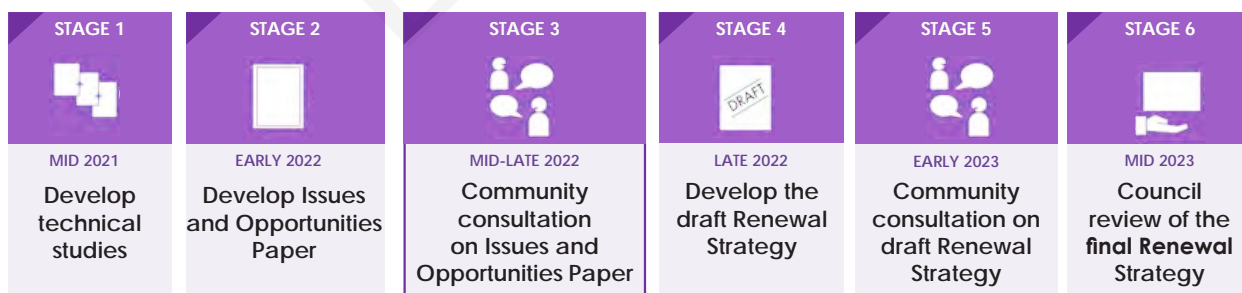 STAGE 1
MID 2021
Develop
technical
studies
STAGE 2
EARLY 2022
Develop Issues
and Opportunities
Paper
STAGE 3
MID-LATE 2022
Community
consultation
on Issues and
Opportunities Paper
STAGE 4
DRAFT
LATE 2022
Develop the
draft Renewal
Strategy
STAGE 5
EARLY 2023
Community
consultation on
draft Renewal
Strategy
STAGE 6
MID 2023
Council
review of the
final Renewal
Strategy